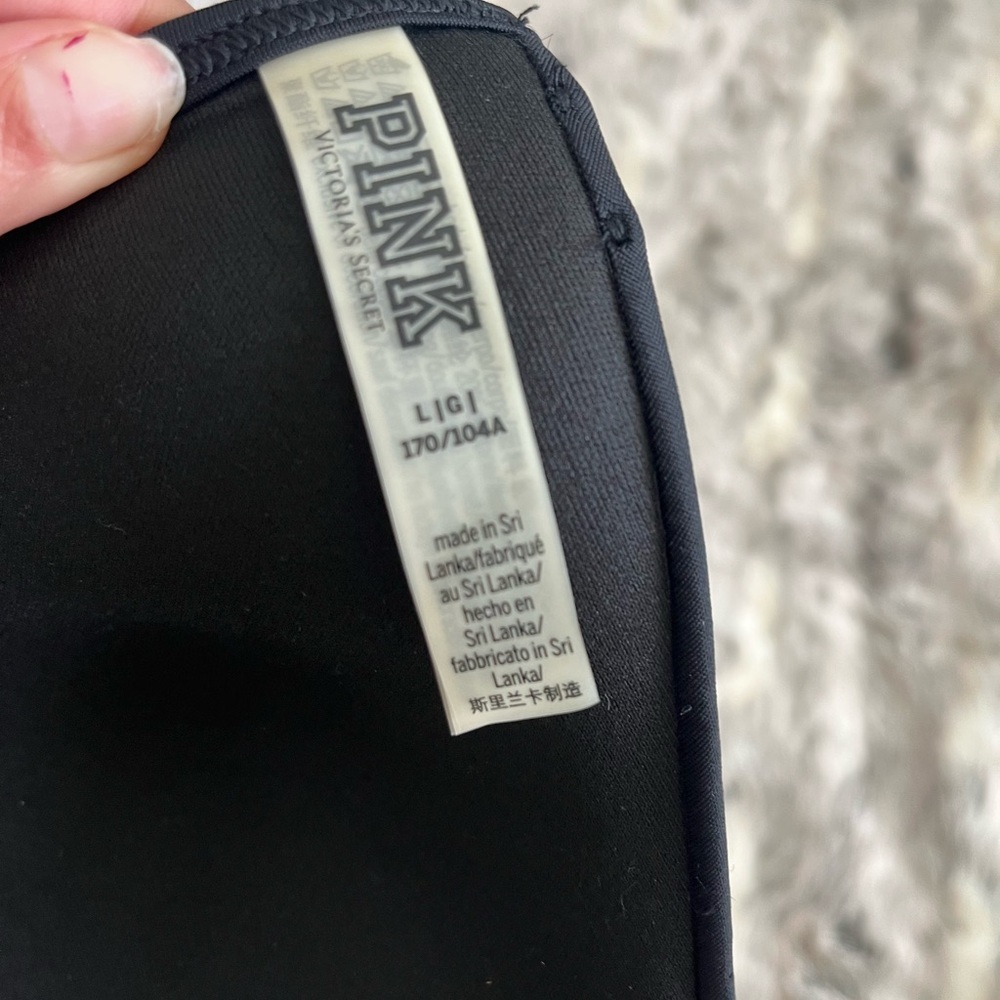 PINK
VICTORIA'S SECRET
L|G|
170/104A
made in Sri
Lanka/fabriqué
au Sri Lanka/
hecho en
Sri Lanka/
fabbricato in Sri
Lanka/
斯里兰卡制造